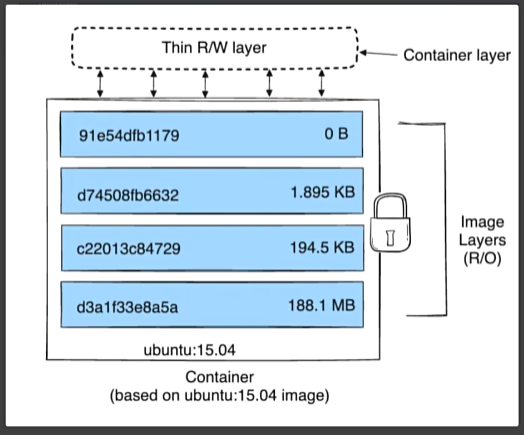 Thin R/W layer
Container layer
91e54dfb1179 0 B
d74508fb6632 1.895 KB
c22013c84729 194.5 KB
d3a1f33e8a5a 188.1 MB
Image
Layers
(R/O)
ubuntu:15.04
Container
(based on ubuntu:15.04 image)